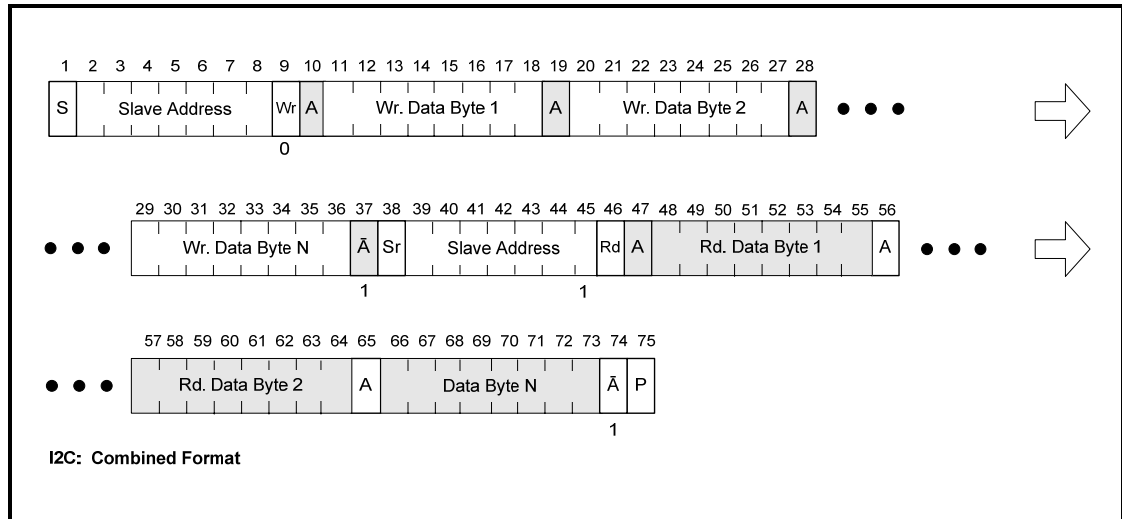 1 2 3 4 5 6 7 8 9 10 11 12 13 14 15 16 17 18 19 20 21 22 23 24 25 26 27 28
S Slave Address Wr A Wr. Data Byte 1 A Wr. Data Byte 2 A
0
29 30 31 32 33 34 35 36 37 38 39 40 41 42 43 44 45 46 47 48 49 50 51 52 53 54 55 56
Wr. Data Byte N Ā Sr Slave Address Rd A Rd. Data Byte 1 A
1 1
57 58 59 60 61 62 63 64 65 66 67 68 69 70 71 72 73 74 75
Rd. Data Byte 2 A Data Byte N Ā P
1
I2C: Combined Format